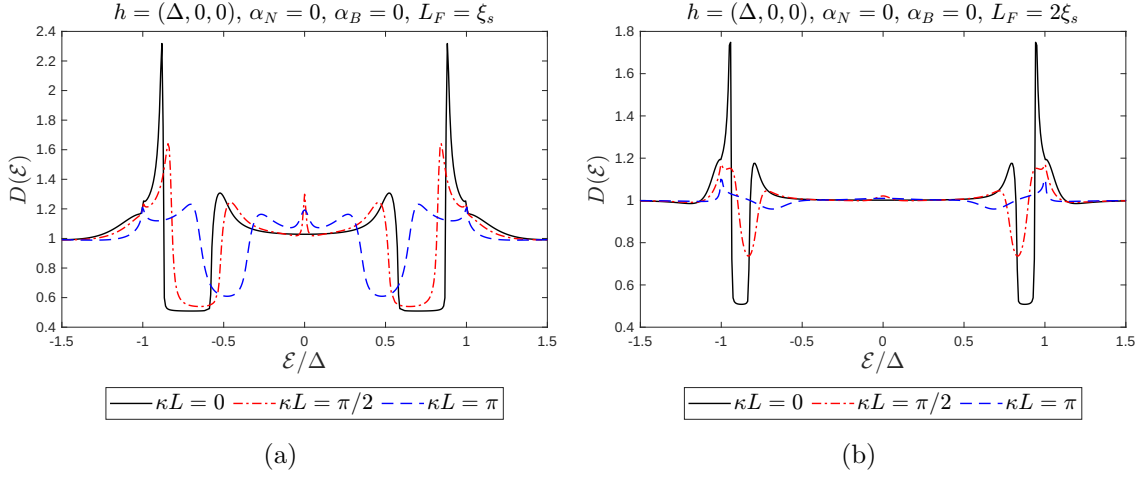 h = (Δ, 0, 0), α_N = 0, α_B = 0, L_F = ξ_s
2.4
2.2
2
1.8
1.6
1.4
1.2
1
0.8
0.6
0.4
D(ℰ)
-1.5 -1 -0.5 0 0.5 1 1.5
ℰ/Δ
κL = 0 κL = π/2 κL = π
(a)
h = (Δ, 0, 0), α_N = 0, α_B = 0, L_F = 2ξ_s
1.8
1.6
1.4
1.2
1
0.8
0.6
0.4
D(ℰ)
-1.5 -1 -0.5 0 0.5 1 1.5
ℰ/Δ
κL = 0 κL = π/2 κL = π
(b)